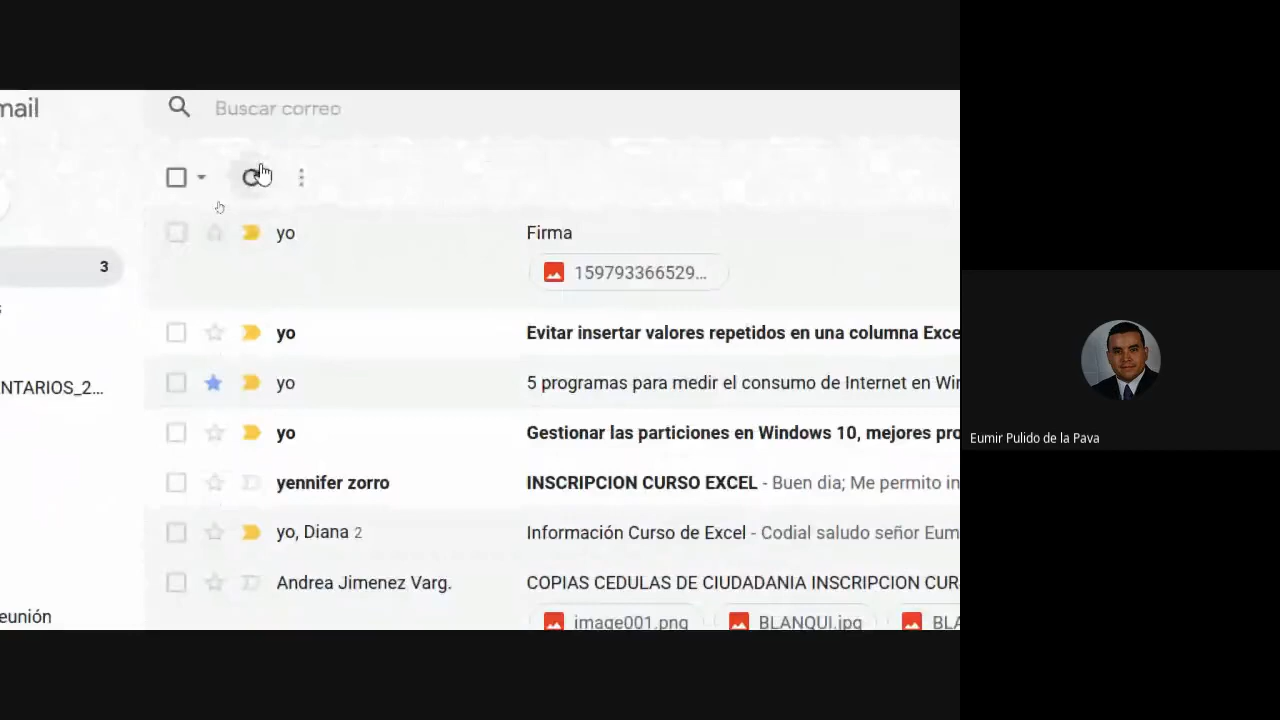 mail
Buscar correo
3
yo Firma
159793366529...
yo Evitar insertar valores repetidos en una columna Exce
yo 5 programas para medir el consumo de Internet en Win
NTARIOS_2...
yo Gestionar las particiones en Windows 10, mejores pro
yennifer zorro INSCRIPCION CURSO EXCEL - Buen dia; Me permito in
yo, Diana 2 Información Curso de Excel - Codial saludo señor Eum
Andrea Jimenez Varg. COPIAS CEDULAS DE CIUDADANIA INSCRIPCION CUR
eunión
image001.png BLANQUI.jpg BLA
Eumir Pulido de la Pava